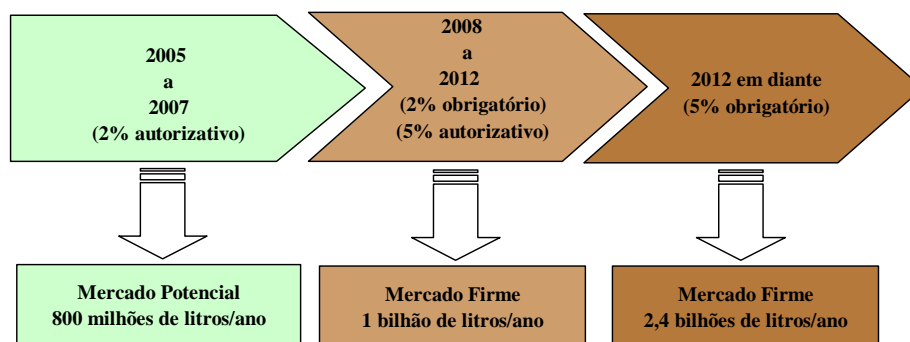 2005
a
2007
(2% autorizativo)
2008
a
2012
(2% obrigatório)
(5% autorizativo)
2012 em diante
(5% obrigatório)
Mercado Potencial
800 milhões de litros/ano
Mercado Firme
1 bilhão de litros/ano
Mercado Firme
2,4 bilhões de litros/ano